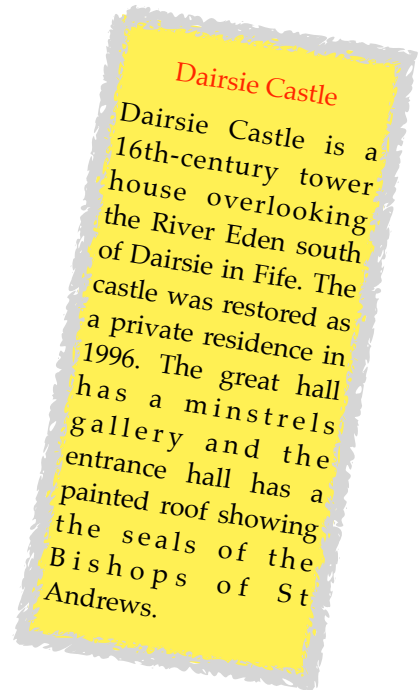 Dairsie Castle
Dairsie Castle is a
16th-century tower
house overlooking
the River Eden south
of Dairsie in Fife. The
castle was restored as
a private residence in
1996. The great hall
has a minstrels
gallery and the
entrance hall has a
painted roof showing
the seals of the
Bishops of St
Andrews.